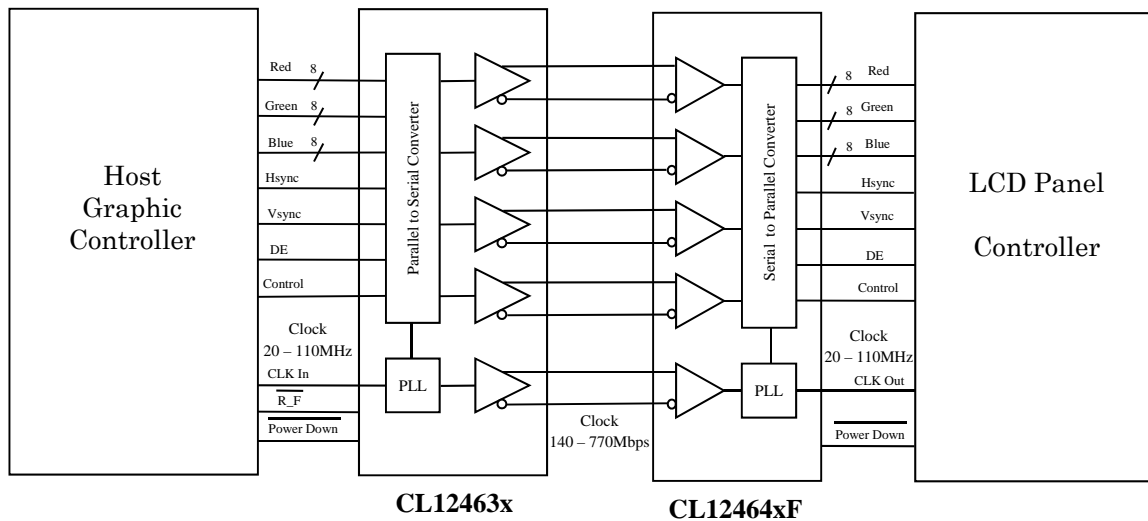 Host
Graphic
Controller
Red 8
Green 8
Blue 8
Hsync
Vsync
DE
Control
Clock
20 – 110MHz
CLK In
R_F
Power Down
Parallel to Serial Converter
PLL
CL12463x
Clock
140 – 770Mbps
Serial to Parallel Converter
PLL
CL12464xF
8 Red
8 Green
8 Blue
Hsync
Vsync
DE
Control
Clock
20 – 110MHz
CLK Out
Power Down
LCD Panel
Controller